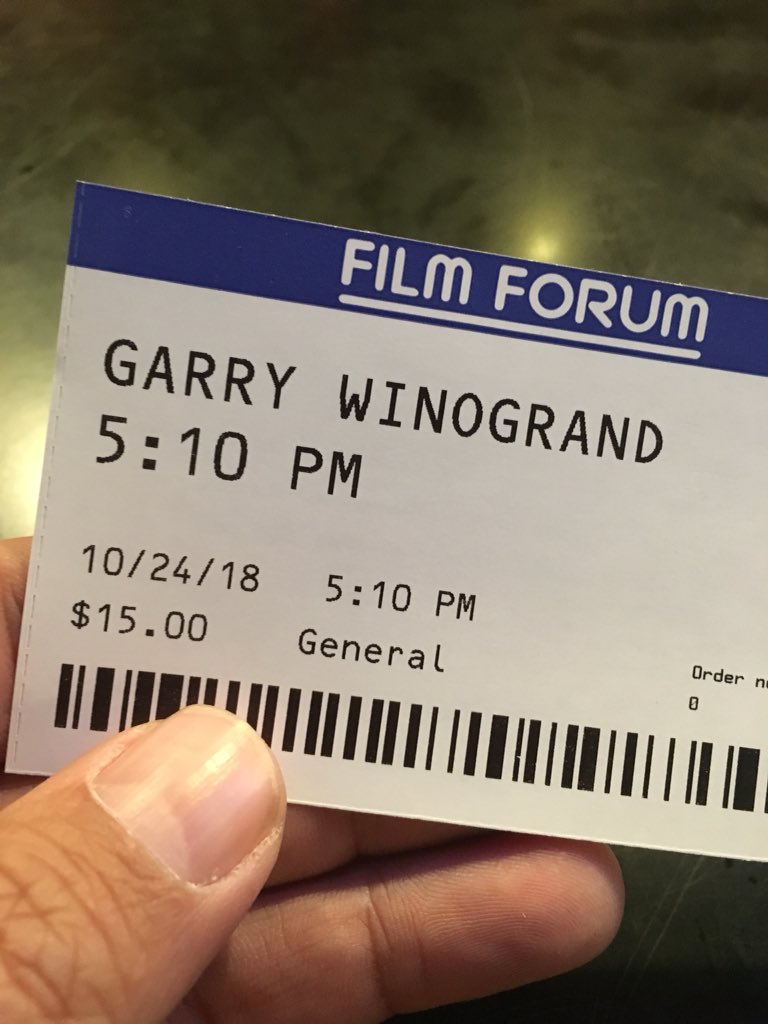 FILM FORUM
GARRY WINOGRAND
5:10 PM
10/24/18 5:10 PM
$15.00 General
Order
0